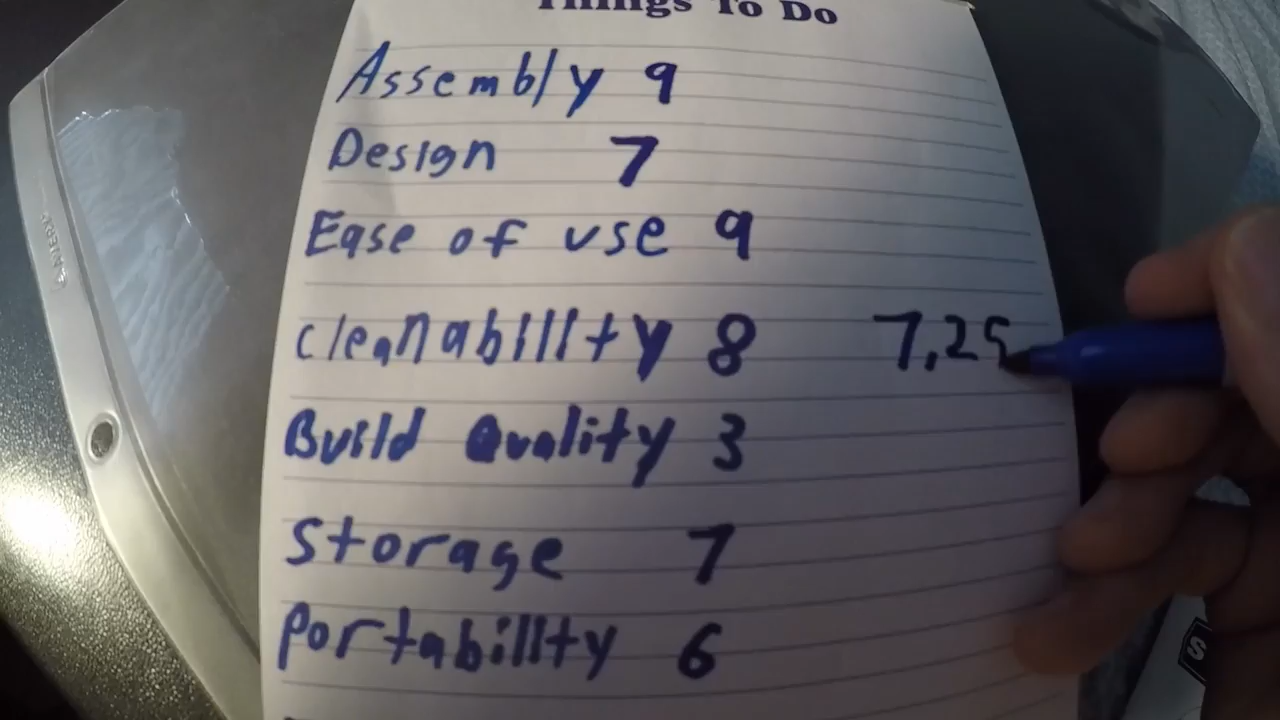 Things To Do
Assembly 9
Design 7
Ease of use 9
Cleanability 8 7.25
Build Quality 3
Storage 7
Portability 6
S